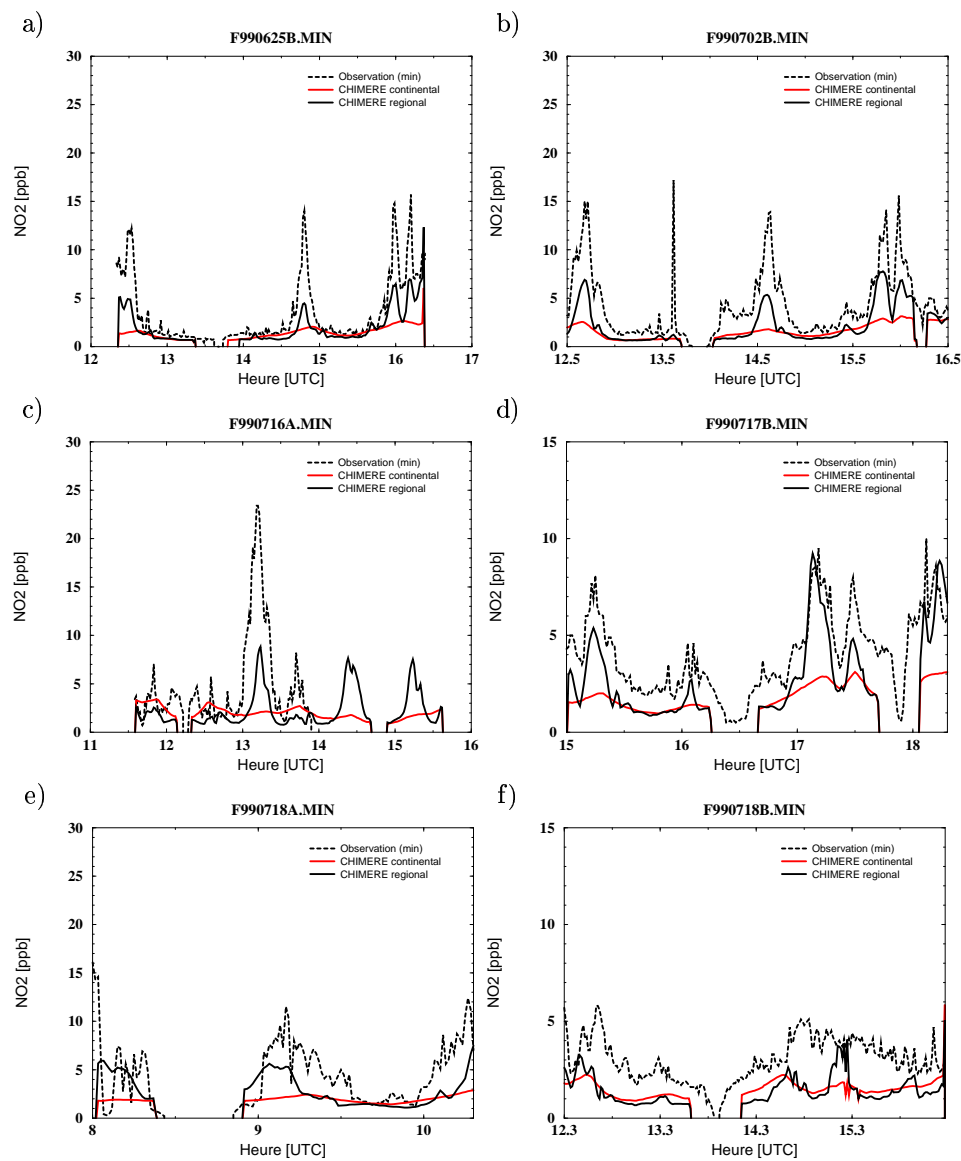 a)
F990625B.MIN
30
25
20
15
10
5
0
NO2 [ppb]
Observation (min)
CHIMERE continental
CHIMERE regional
12 13 14 15 16 17
Heure [UTC]
b)
F990702B.MIN
30
25
20
15
10
5
0
NO2 [ppb]
Observation (min)
CHIMERE continental
CHIMERE regional
12.5 13.5 14.5 15.5 16.5
Heure [UTC]
c)
F990716A.MIN
30
25
20
15
10
5
0
NO2 [ppb]
Observation (min)
CHIMERE continental
CHIMERE regional
11 12 13 14 15 16
Heure [UTC]
d)
F990717B.MIN
15
10
5
0
NO2 [ppb]
Observation (min)
CHIMERE continental
CHIMERE regional
15 16 17 18
Heure [UTC]
e)
F990718A.MIN
30
25
20
15
10
5
0
NO2 [ppb]
Observation (min)
CHIMERE continental
CHIMERE regional
8 9 10
Heure [UTC]
f)
F990718B.MIN
15
10
5
0
NO2 [ppb]
Observation (min)
CHIMERE continental
CHIMERE regional
12.3 13.3 14.3 15.3
Heure [UTC]